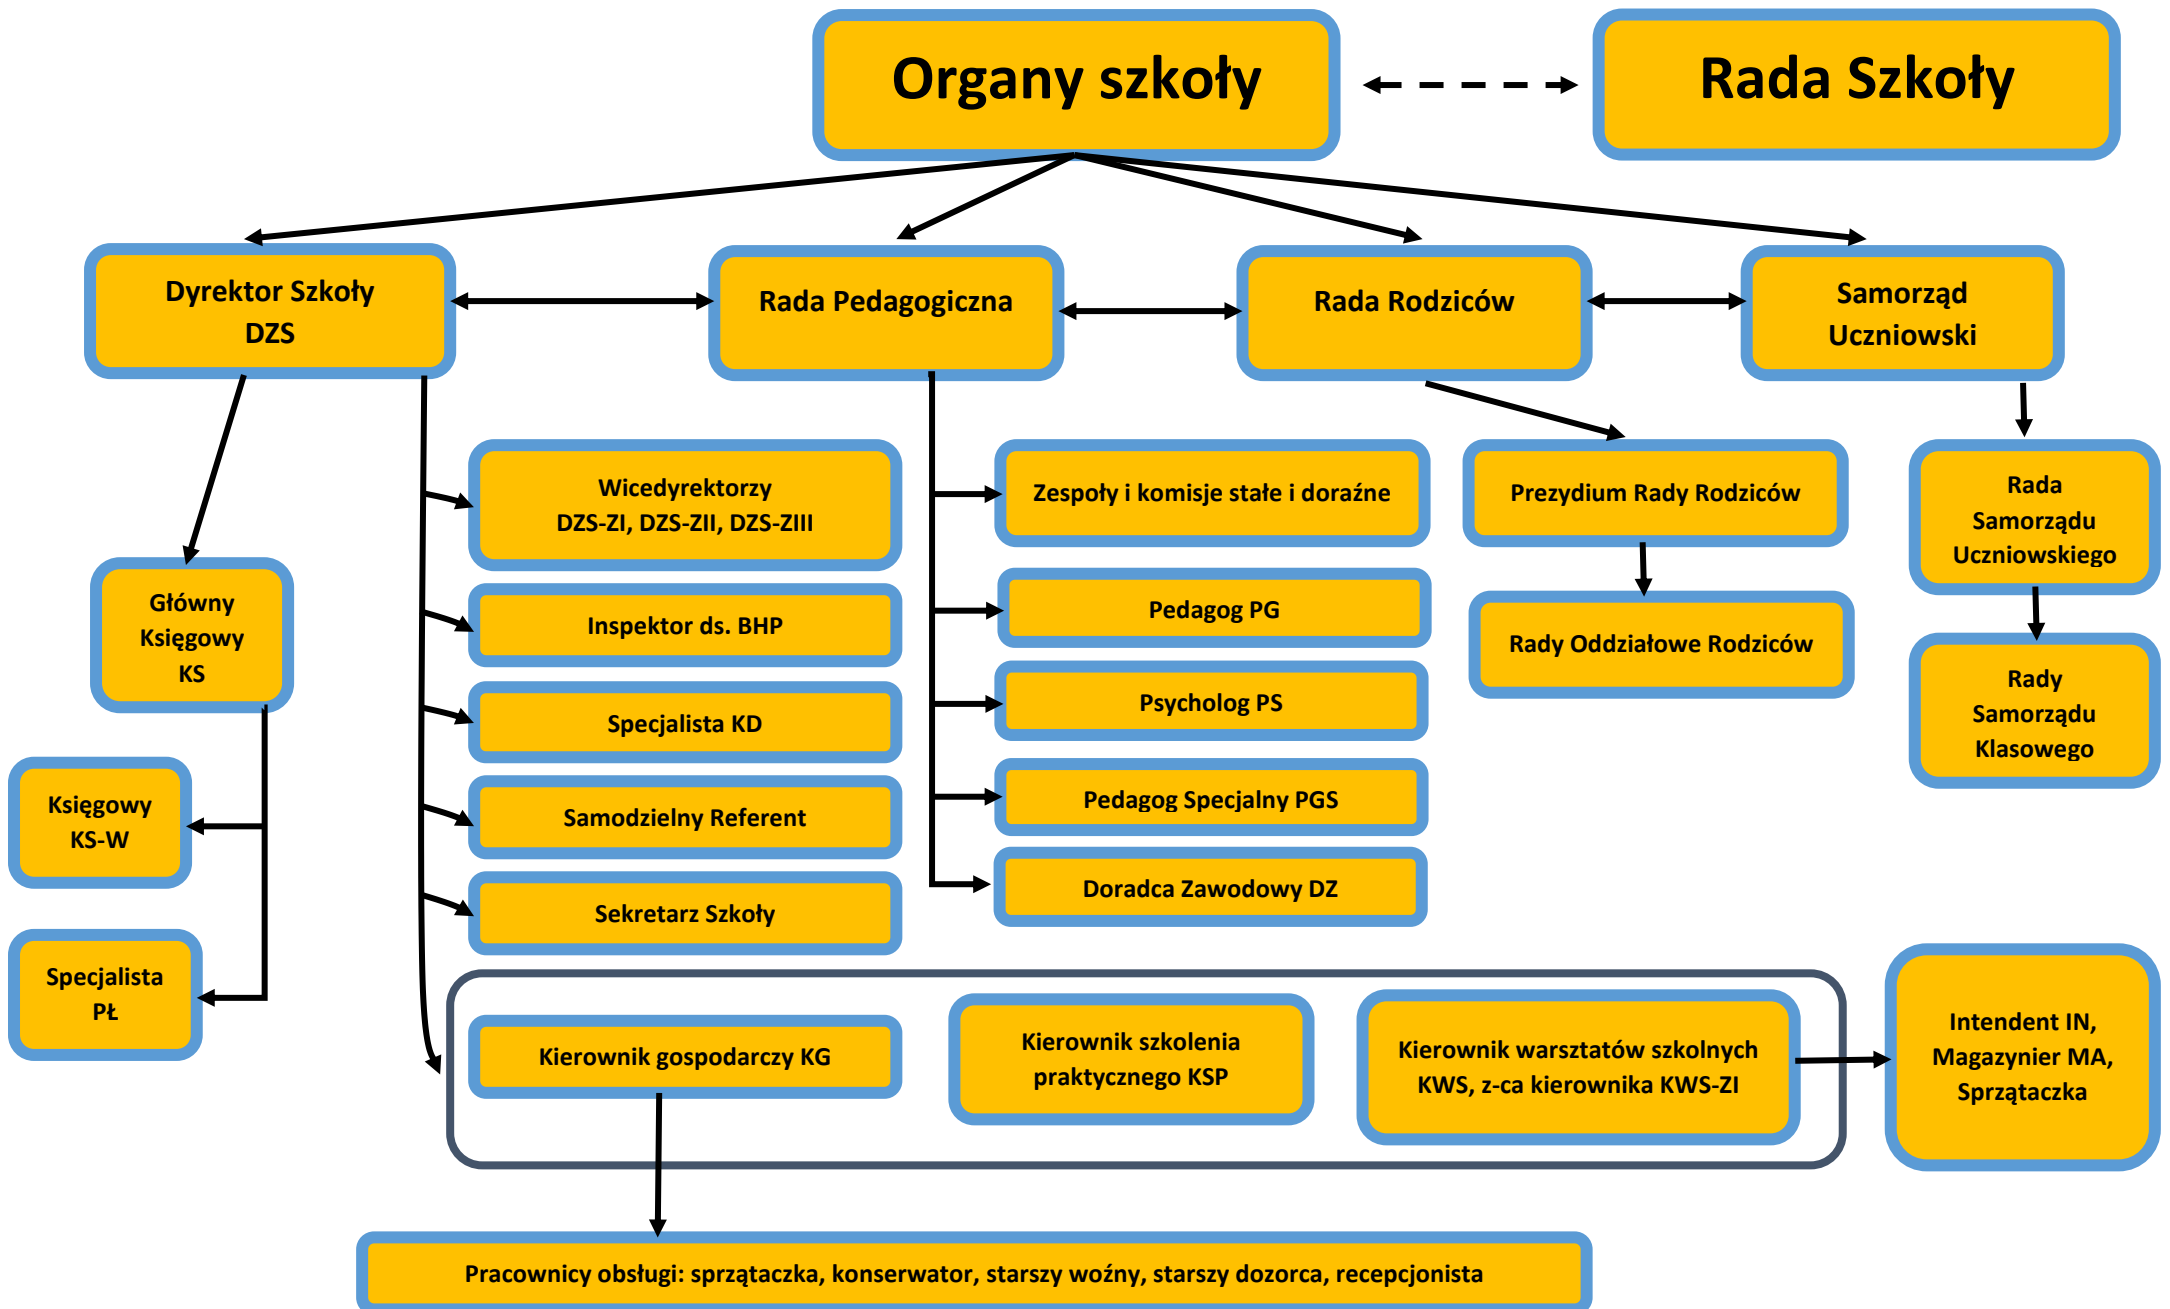 Organy szkoły
Rada Szkoły
Dyrektor Szkoły
DZS
Rada Pedagogiczna
Rada Rodziców
Samorząd
Uczniowski
Wicedyrektorzy
DZS-ZI, DZS-ZII, DZS-ZIII
Zespoły i komisje stałe i doraźne
Prezydium Rady Rodziców
Rada
Samorządu
Uczniowskiego
Główny
Księgowy
KS
Inspektor ds. BHP
Pedagog PG
Rady Oddziałowe Rodziców
Specjalista KD
Psycholog PS
Rady
Samorządu
Klasowego
Księgowy
KS-W
Samodzielny Referent
Pedagog Specjalny PGS
Sekretarz Szkoły
Doradca Zawodowy DZ
Specjalista
PŁ
Kierownik gospodarczy KG
Kierownik szkolenia
praktycznego KSP
Kierownik warsztatów szkolnych
KWS, z-ca kierownika KWS-ZI
Intendent IN,
Magazynier MA,
Sprzątaczka
Pracownicy obsługi: sprzątaczka, konserwator, starszy woźny, starszy dozorca, recepcjonista